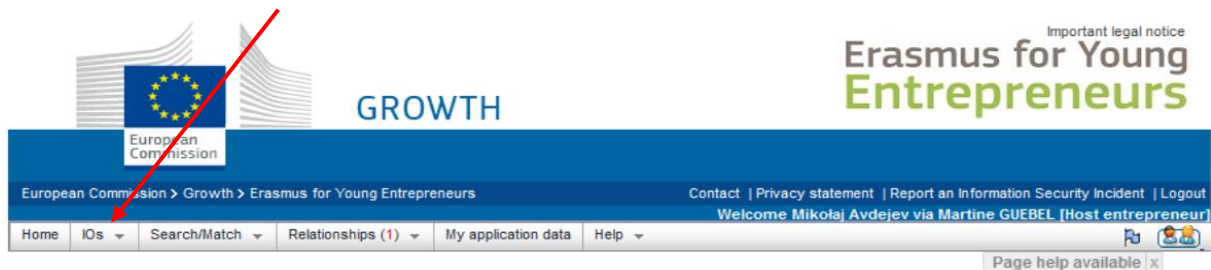 Important legal notice
Erasmus for Young
Entrepreneurs
GROWTH
European
Commission
European Commission > Growth > Erasmus for Young Entrepreneurs
Contact | Privacy statement | Report an Information Security Incident | Logout
Welcome Mikołaj Avdejev via Martine GUEBEL [Host entrepreneur]
Home IOs Search/Match Relationships (1) My application data Help
Page help available x